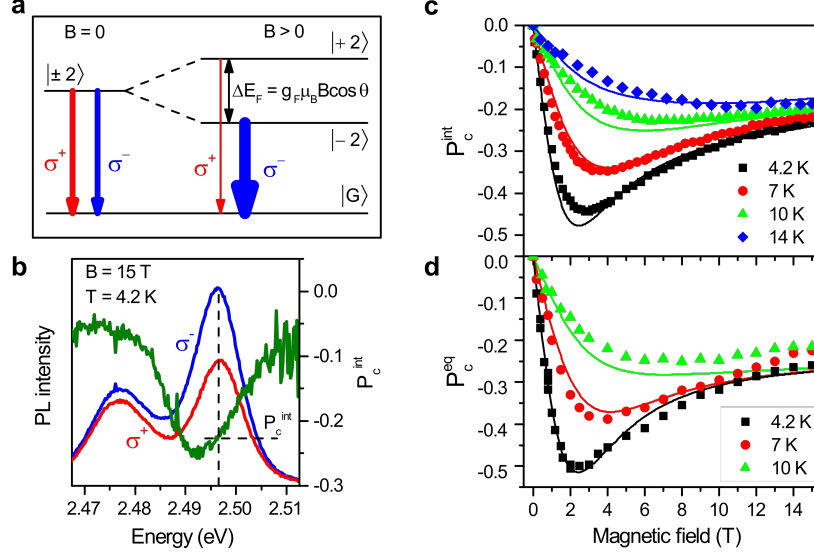 a
B = 0
B > 0
|+2⟩
|±2⟩
ΔE_F = g_F μ_B Bcosθ
|−2⟩
σ⁺
σ⁻
σ⁺
σ⁻
|G⟩
b
B = 15 T
T = 4.2 K
σ⁻
σ⁺
P_c^int
PL intensity
P_c^int
0.0
-0.1
-0.2
-0.3
2.47
2.48
2.49
2.50
2.51
Energy (eV)
c
P_c^int
0.0
-0.1
-0.2
-0.3
-0.4
-0.5
4.2 K
7 K
10 K
14 K
d
P_c^eq
0.0
-0.1
-0.2
-0.3
-0.4
-0.5
4.2 K
7 K
10 K
0 2 4 6 8 10 12 14
Magnetic field (T)